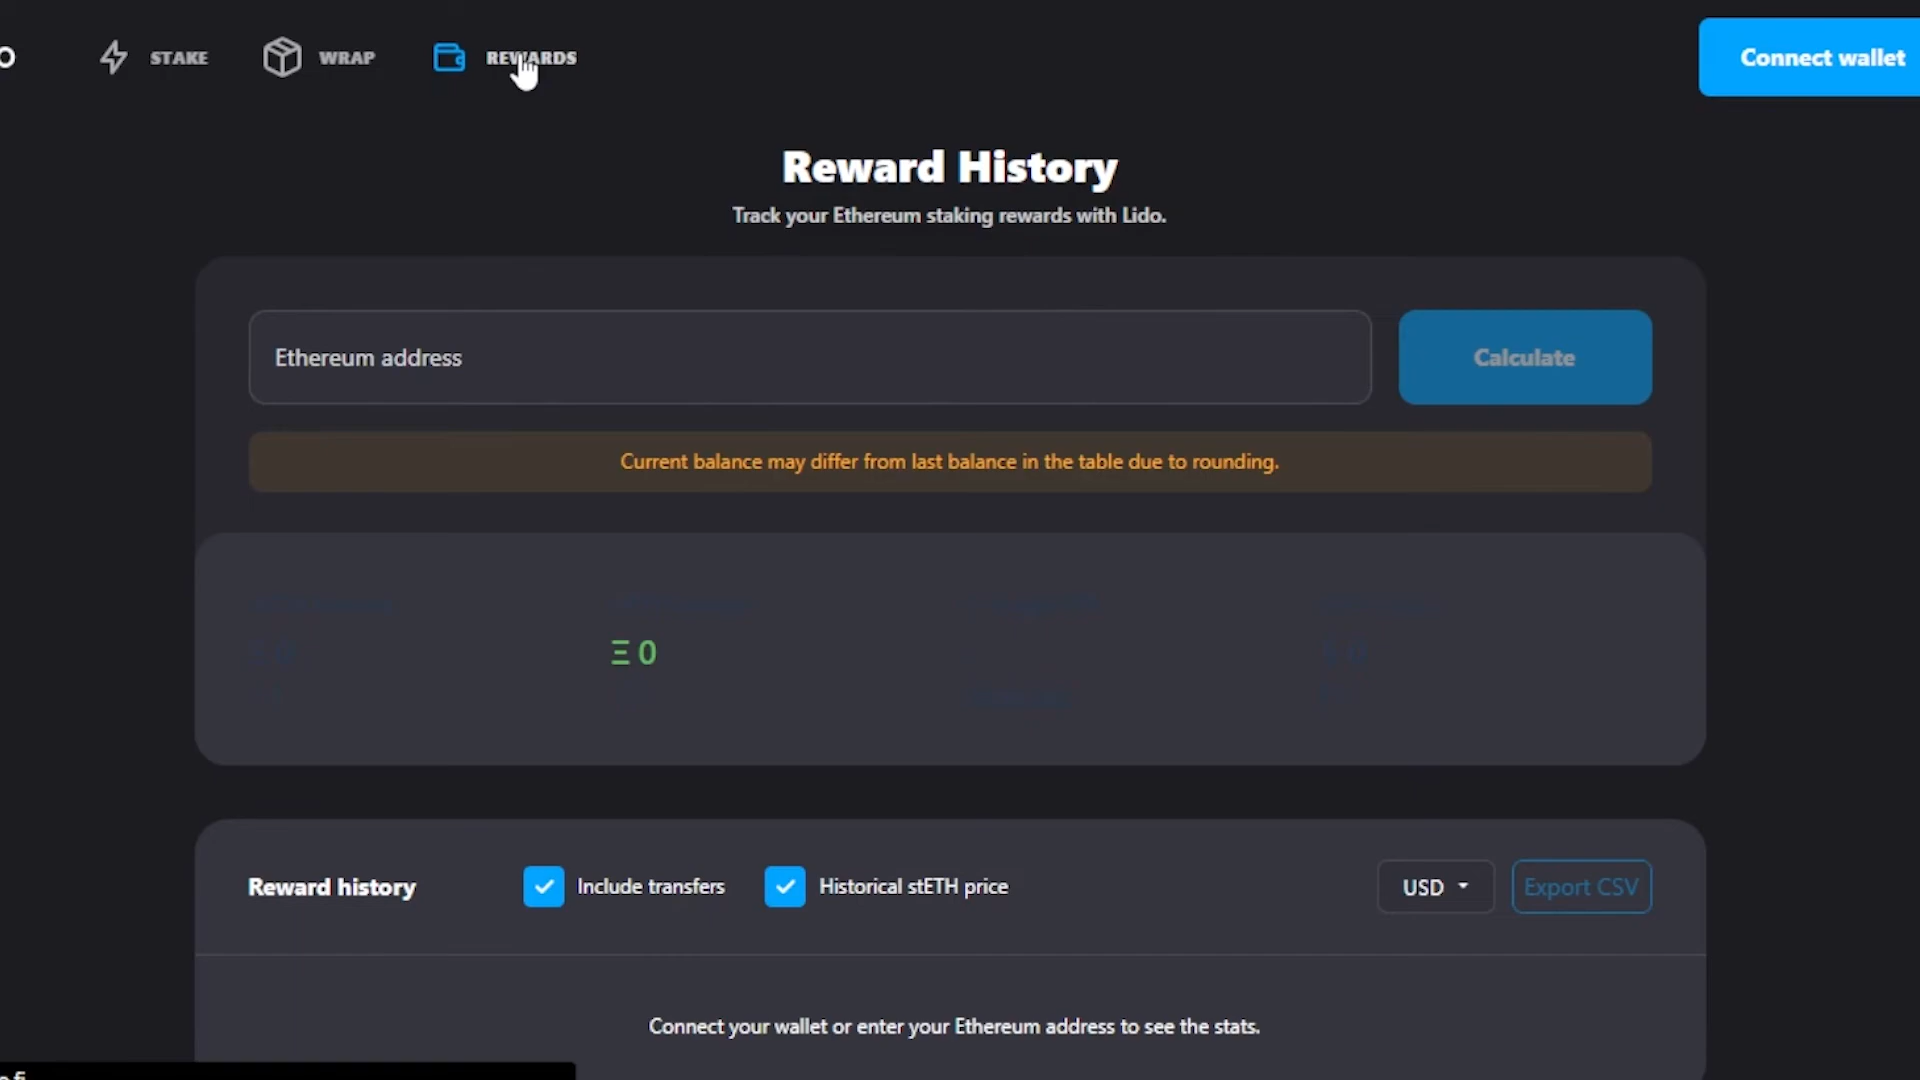 STAKE WRAP REWARDS Connect wallet
Reward History
Track your Ethereum staking rewards with Lido.
Ethereum address Calculate
Current balance may differ from last balance in the table due to rounding.
Ξ 0
Reward history Include transfers Historical stETH price USD Export CSV
Connect your wallet or enter your Ethereum address to see the stats.